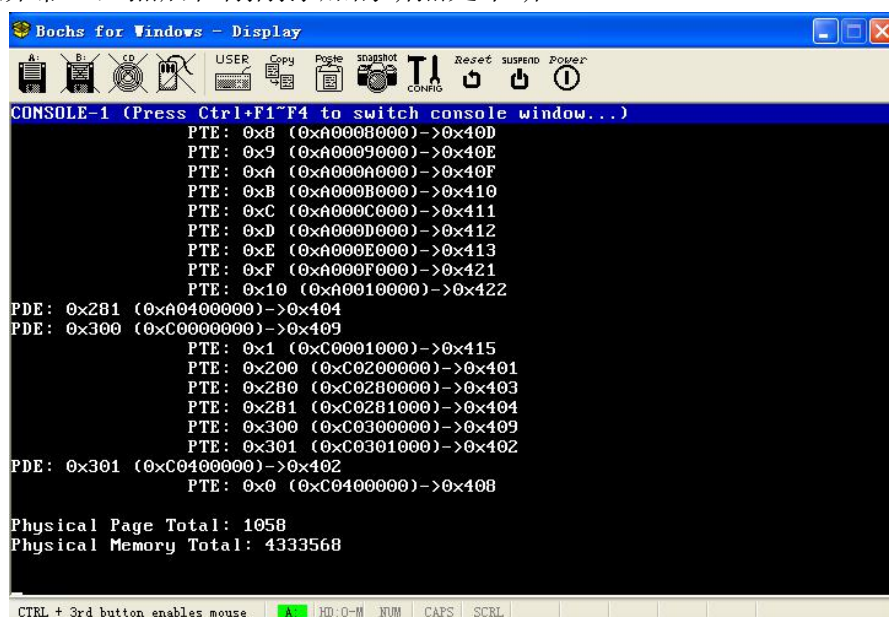 Bochs for Windows - Display
A: B: CD USER Copy Poste snapshot CONFIG Reset SUSPEND Power
CONSOLE-1 (Press Ctrl+F1~F4 to switch console window...)
PTE: 0x8 (0xA0008000)->0x40D
PTE: 0x9 (0xA0009000)->0x40E
PTE: 0xA (0xA000A000)->0x40F
PTE: 0xB (0xA000B000)->0x410
PTE: 0xC (0xA000C000)->0x411
PTE: 0xD (0xA000D000)->0x412
PTE: 0xE (0xA000E000)->0x413
PTE: 0xF (0xA000F000)->0x421
PTE: 0x10 (0xA0010000)->0x422
PDE: 0x281 (0xA0400000)->0x404
PDE: 0x300 (0xC0000000)->0x409
PTE: 0x1 (0xC0001000)->0x415
PTE: 0x200 (0xC0200000)->0x401
PTE: 0x280 (0xC0280000)->0x403
PTE: 0x281 (0xC0281000)->0x404
PTE: 0x300 (0xC0300000)->0x409
PTE: 0x301 (0xC0301000)->0x402
PDE: 0x301 (0xC0400000)->0x402
PTE: 0x0 (0xC0400000)->0x408
Physical Page Total: 1058
Physical Memory Total: 4333568
CTRL + 3rd button enables mouse A: HD:0-M NUM CAPS SCRL